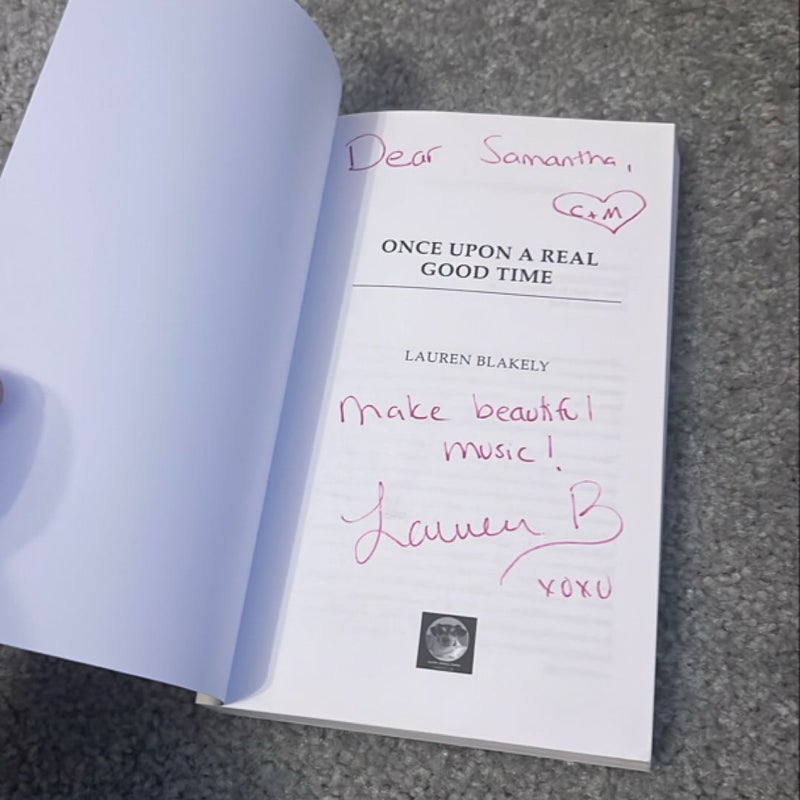 Dear Samantha,
C+M
ONCE UPON A REAL
GOOD TIME
LAUREN BLAKELY
make beautiful
music!
Lauren B
xoxo